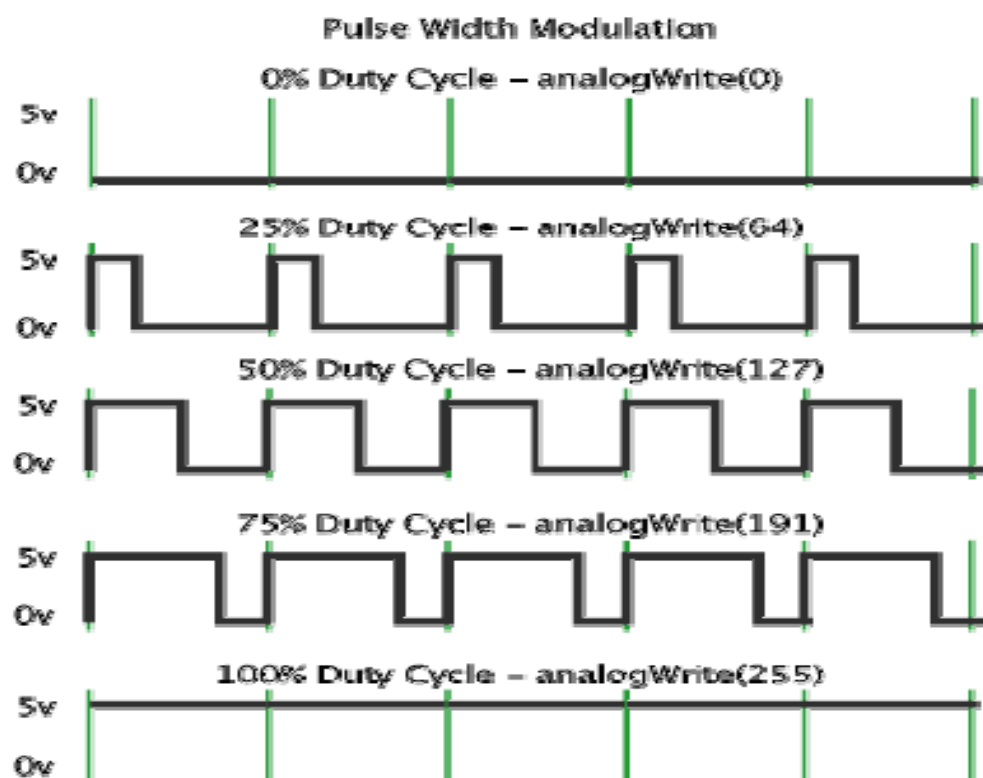 Pulse Width Modulation
0% Duty Cycle – analogWrite(0)
5v
0v
25% Duty Cycle – analogWrite(64)
5v
0v
50% Duty Cycle – analogWrite(127)
5v
0v
75% Duty Cycle – analogWrite(191)
5v
0v
100% Duty Cycle – analogWrite(255)
5v
0v